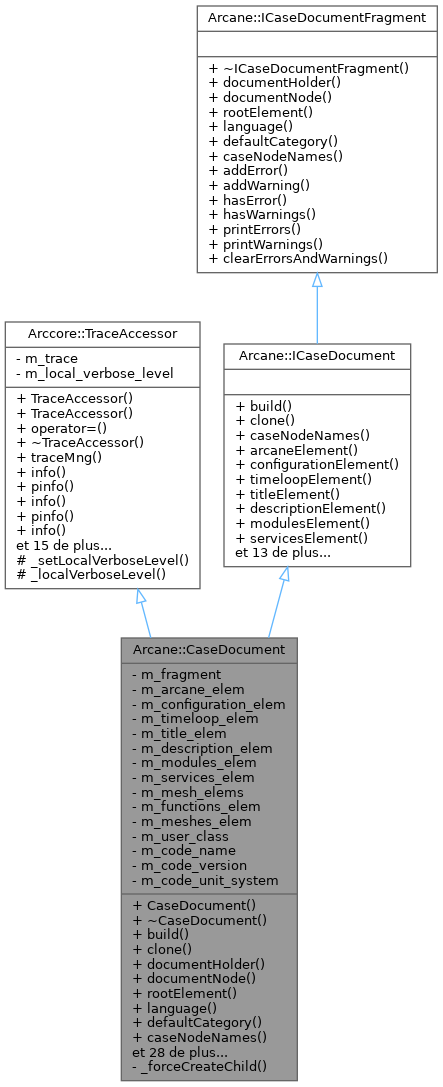 Arcane::ICaseDocumentFragment
+ ~ICaseDocumentFragment()
+ documentHolder()
+ documentNode()
+ rootElement()
+ language()
+ defaultCategory()
+ caseNodeNames()
+ addError()
+ addWarning()
+ hasError()
+ hasWarnings()
+ printErrors()
+ printWarnings()
+ clearErrorsAndWarnings()
Arccore::TraceAccessor
- m_trace
- m_local_verbose_level
+ TraceAccessor()
+ TraceAccessor()
+ operator=()
+ ~TraceAccessor()
+ traceMng()
+ info()
+ pinfo()
+ info()
+ pinfo()
+ info()
et 15 de plus...
# _setLocalVerboseLevel()
# _localVerboseLevel()
Arcane::ICaseDocument
+ build()
+ clone()
+ caseNodeNames()
+ arcaneElement()
+ configurationElement()
+ timeloopElement()
+ titleElement()
+ descriptionElement()
+ modulesElement()
+ servicesElement()
et 13 de plus...
Arcane::CaseDocument
- m_fragment
- m_arcane_elem
- m_configuration_elem
- m_timeloop_elem
- m_title_elem
- m_description_elem
- m_modules_elem
- m_services_elem
- m_mesh_elems
- m_functions_elem
- m_meshes_elem
- m_user_class
- m_code_name
- m_code_version
- m_code_unit_system
+ CaseDocument()
+ ~CaseDocument()
+ build()
+ clone()
+ documentHolder()
+ documentNode()
+ rootElement()
+ language()
+ defaultCategory()
+ caseNodeNames()
et 28 de plus...
- _forceCreateChild()